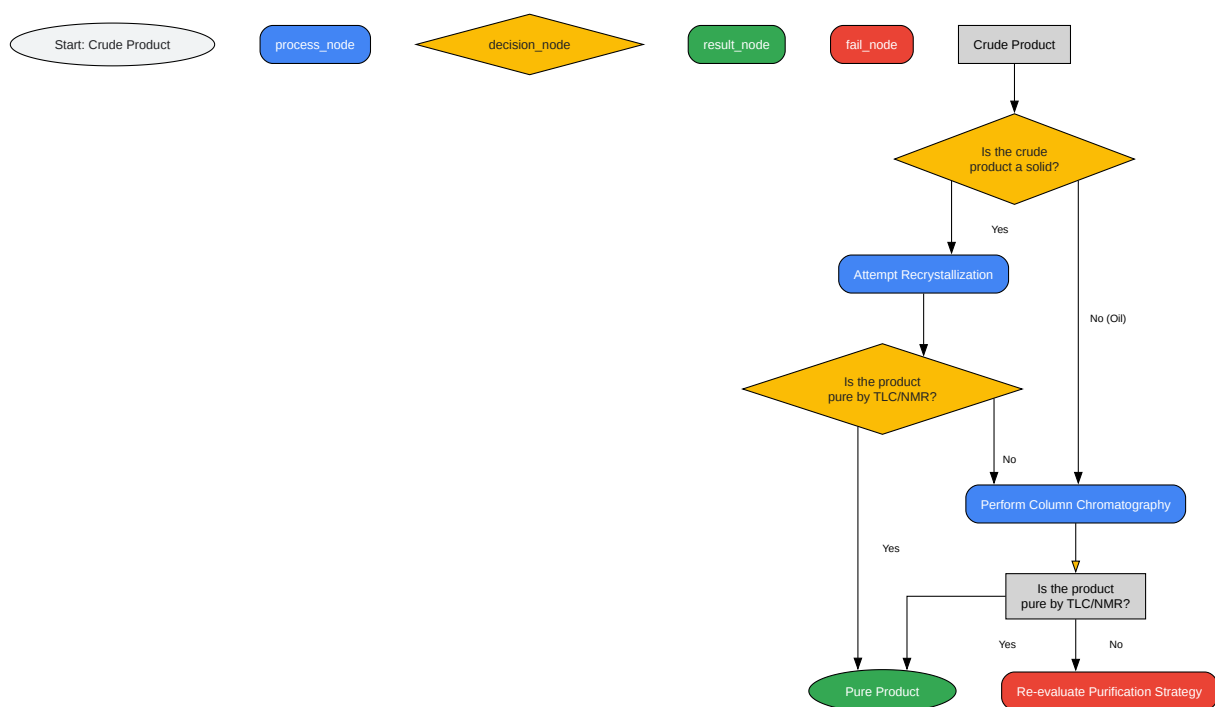 Start: Crude Product
process_node
decision_node
result_node
fail_node
Crude Product
Is the crude
product a solid?
Yes
Attempt Recrystallization
No (Oil)
Is the product
pure by TLC/NMR?
No
Perform Column Chromatography
Yes
Is the product
pure by TLC/NMR?
Yes
No
Pure Product
Re-evaluate Purification Strategy